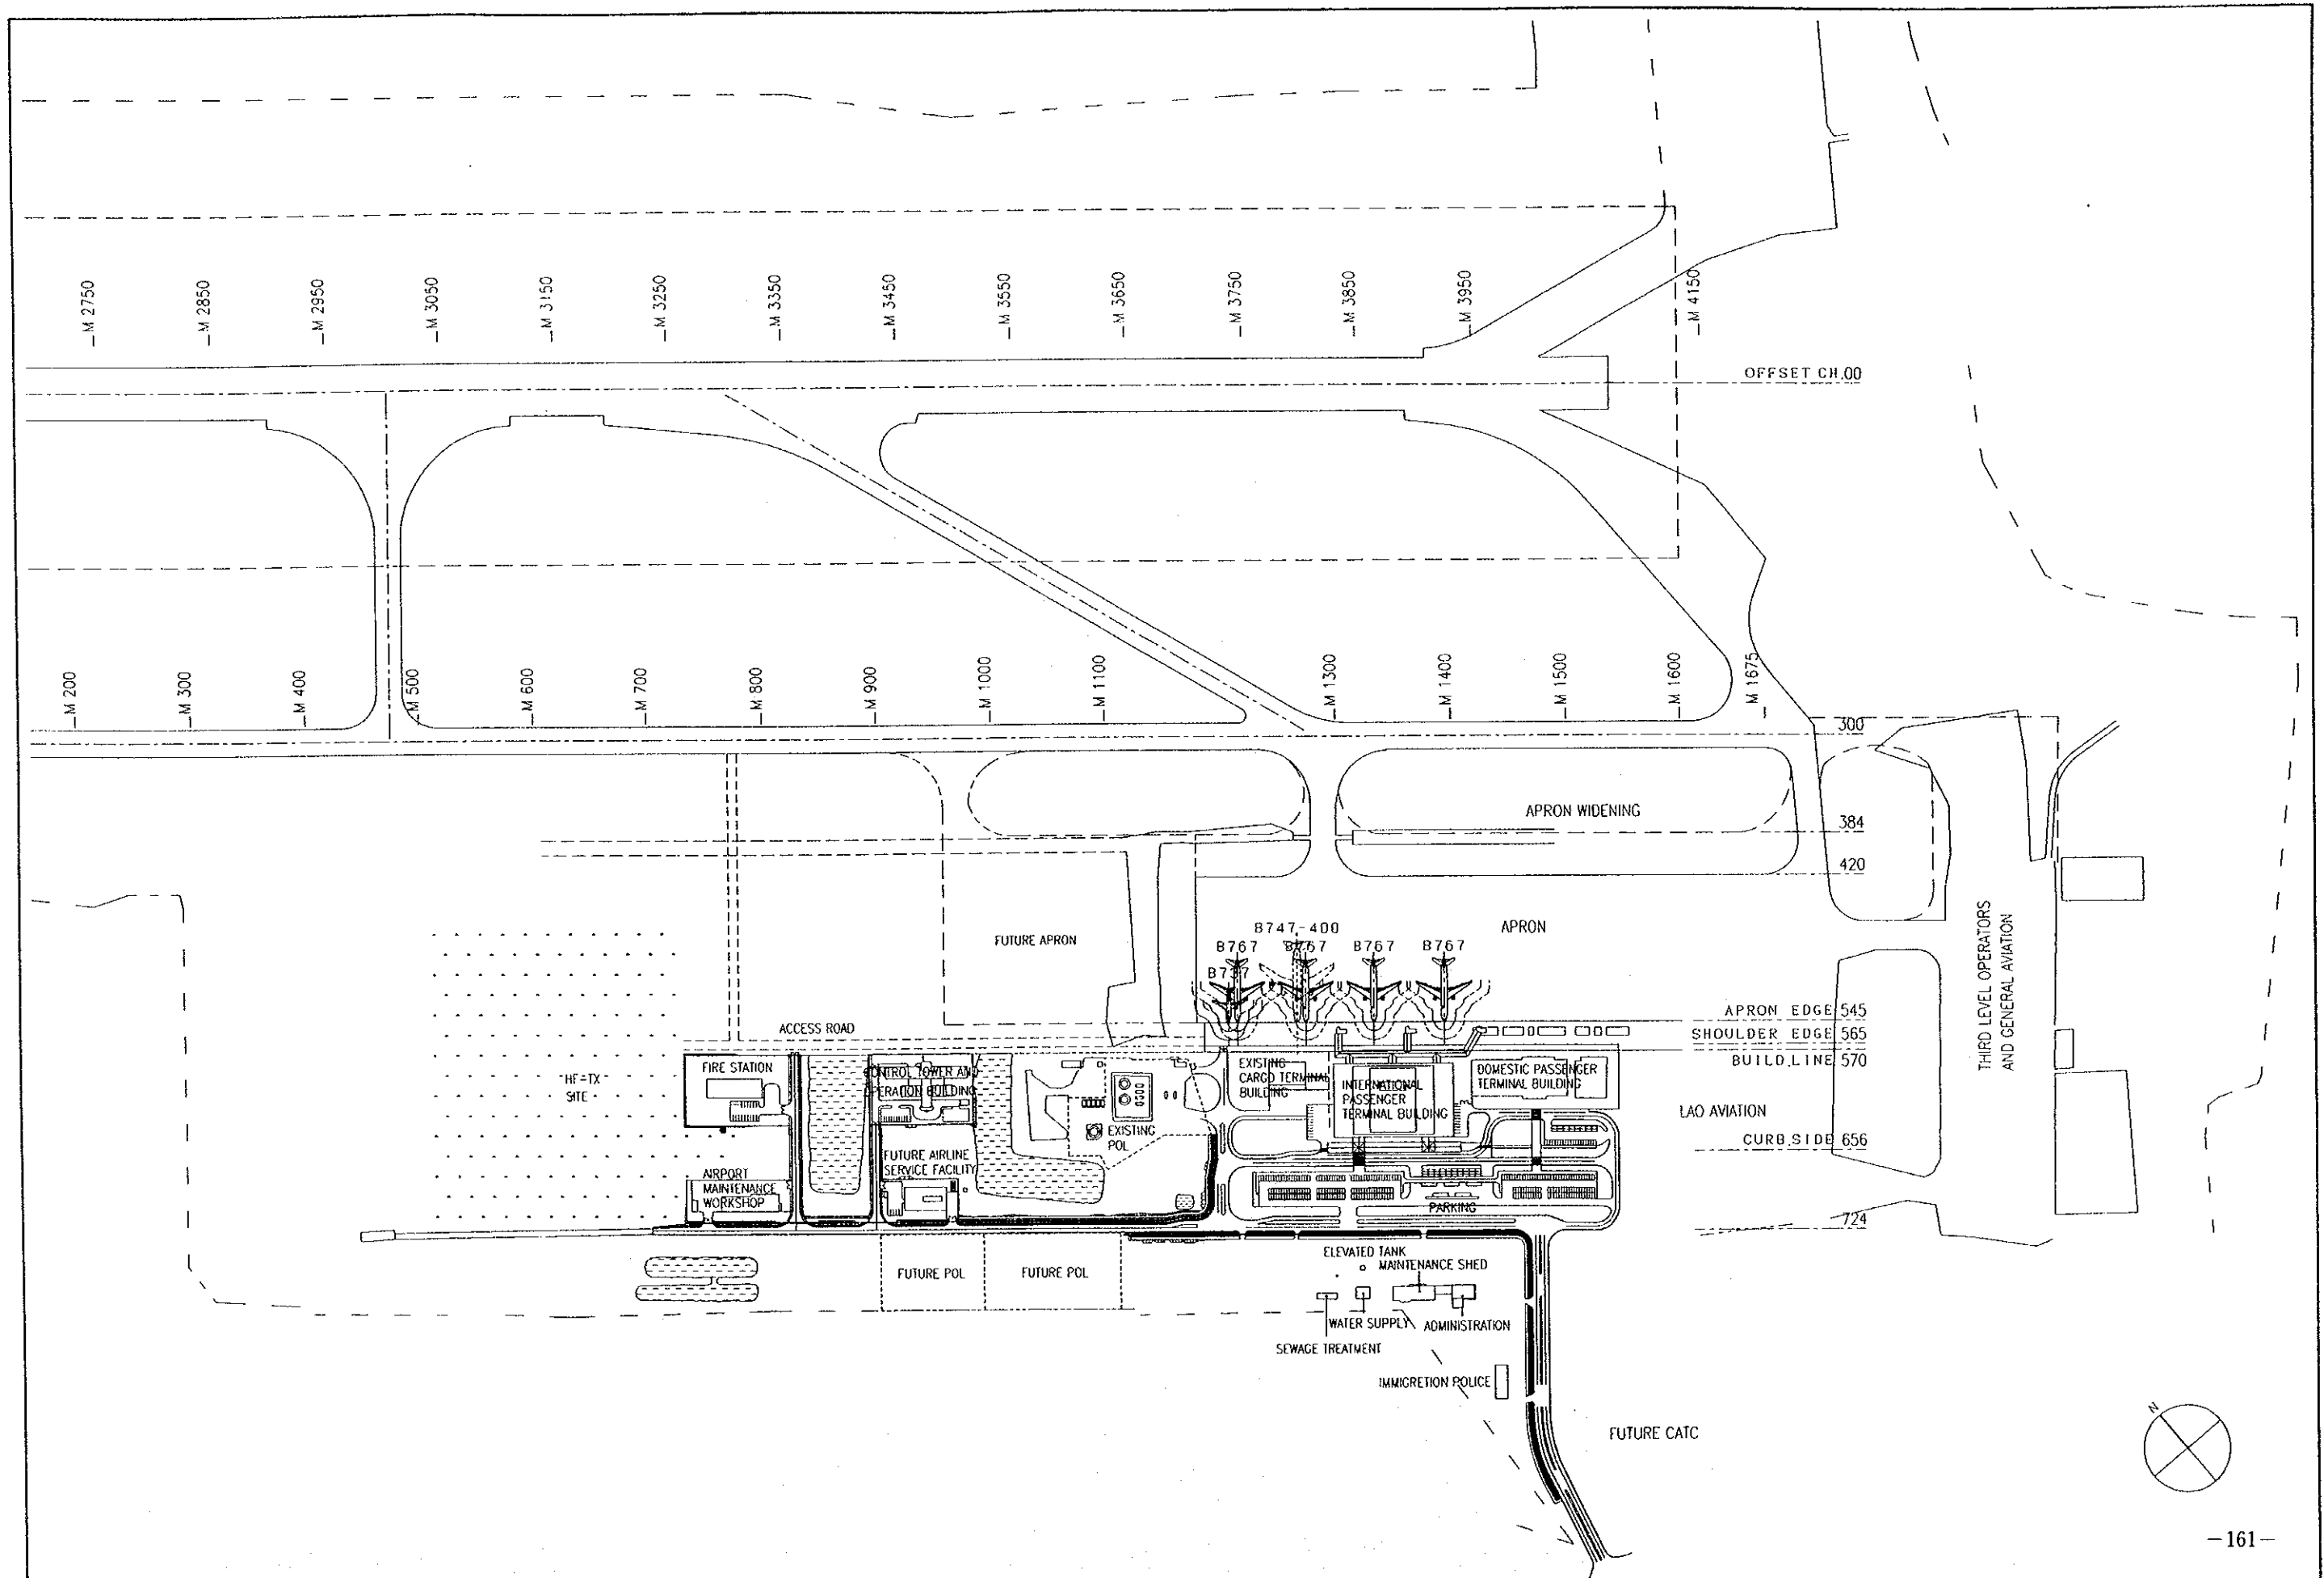 M 2750
M 2850
M 2950
M 3050
M 3150
M 3250
M 3350
M 3450
M 3550
M 3650
M 3750
M 3850
M 3950
M 4150
OFFSET CH.00
M 200
M 300
M 400
M 500
M 600
M 700
M 800
M 900
M 1000
M 1100
M 1300
M 1400
M 1500
M 1600
M 1675
300
APRON WIDENING
384
420
FUTURE APRON
B747-400
B767
B767
B767
B767
B737
APRON
THIRD LEVEL OPERATORS
AND GENERAL AVIATION
APRON EDGE 545
SHOULDER EDGE 565
BUILD.LINE 570
ACCESS ROAD
HF-TX
SITE
FIRE STATION
CONTROL TOWER AND
OPERATION BUILDING
EXISTING
POL
EXISTING
CARGO TERMINAL
BUILDING
INTERNATIONAL
PASSENGER
TERMINAL BUILDING
DOMESTIC PASSENGER
TERMINAL BUILDING
LAO AVIATION
CURB.SIDE 656
AIRPORT
MAINTENANCE
WORKSHOP
FUTURE AIRLINE
SERVICE FACILITY
PARKING
724
FUTURE POL
FUTURE POL
ELEVATED TANK
MAINTENANCE SHED
WATER SUPPLY
ADMINISTRATION
SEWAGE TREATMENT
IMMIGRETION POLICE
FUTURE CATC
N
-161-